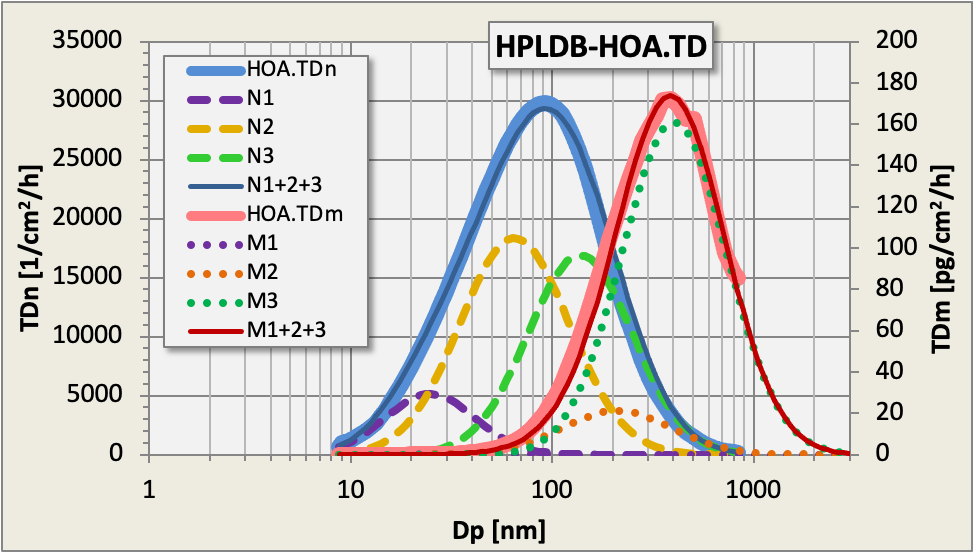 HPLDB-HOA.TD
35000
30000
25000
20000
15000
10000
5000
0
TDn [1/cm²/h]
HOA.TDn
N1
N2
N3
N1+2+3
HOA.TDm
M1
M2
M3
M1+2+3
200
180
160
140
120
100
80
60
40
20
0
TDm [pg/cm²/h]
1
10
100
1000
Dp [nm]